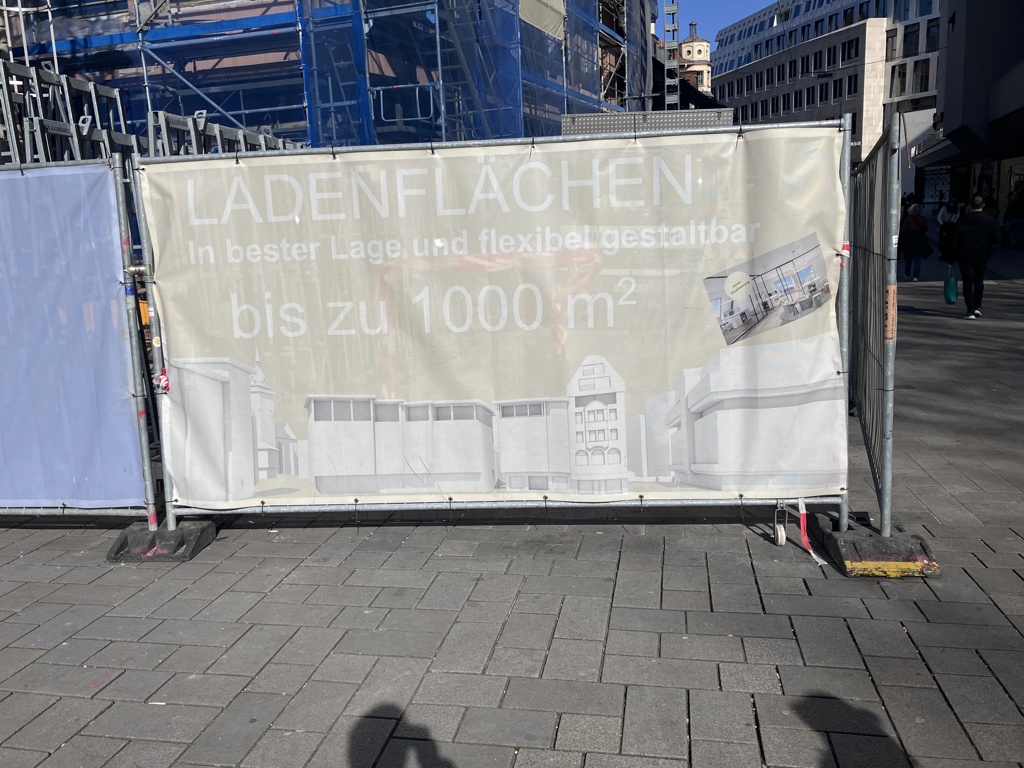 LADENFLÄCHEN
In bester Lage und flexibel gestaltbar
bis zu 1000 m²